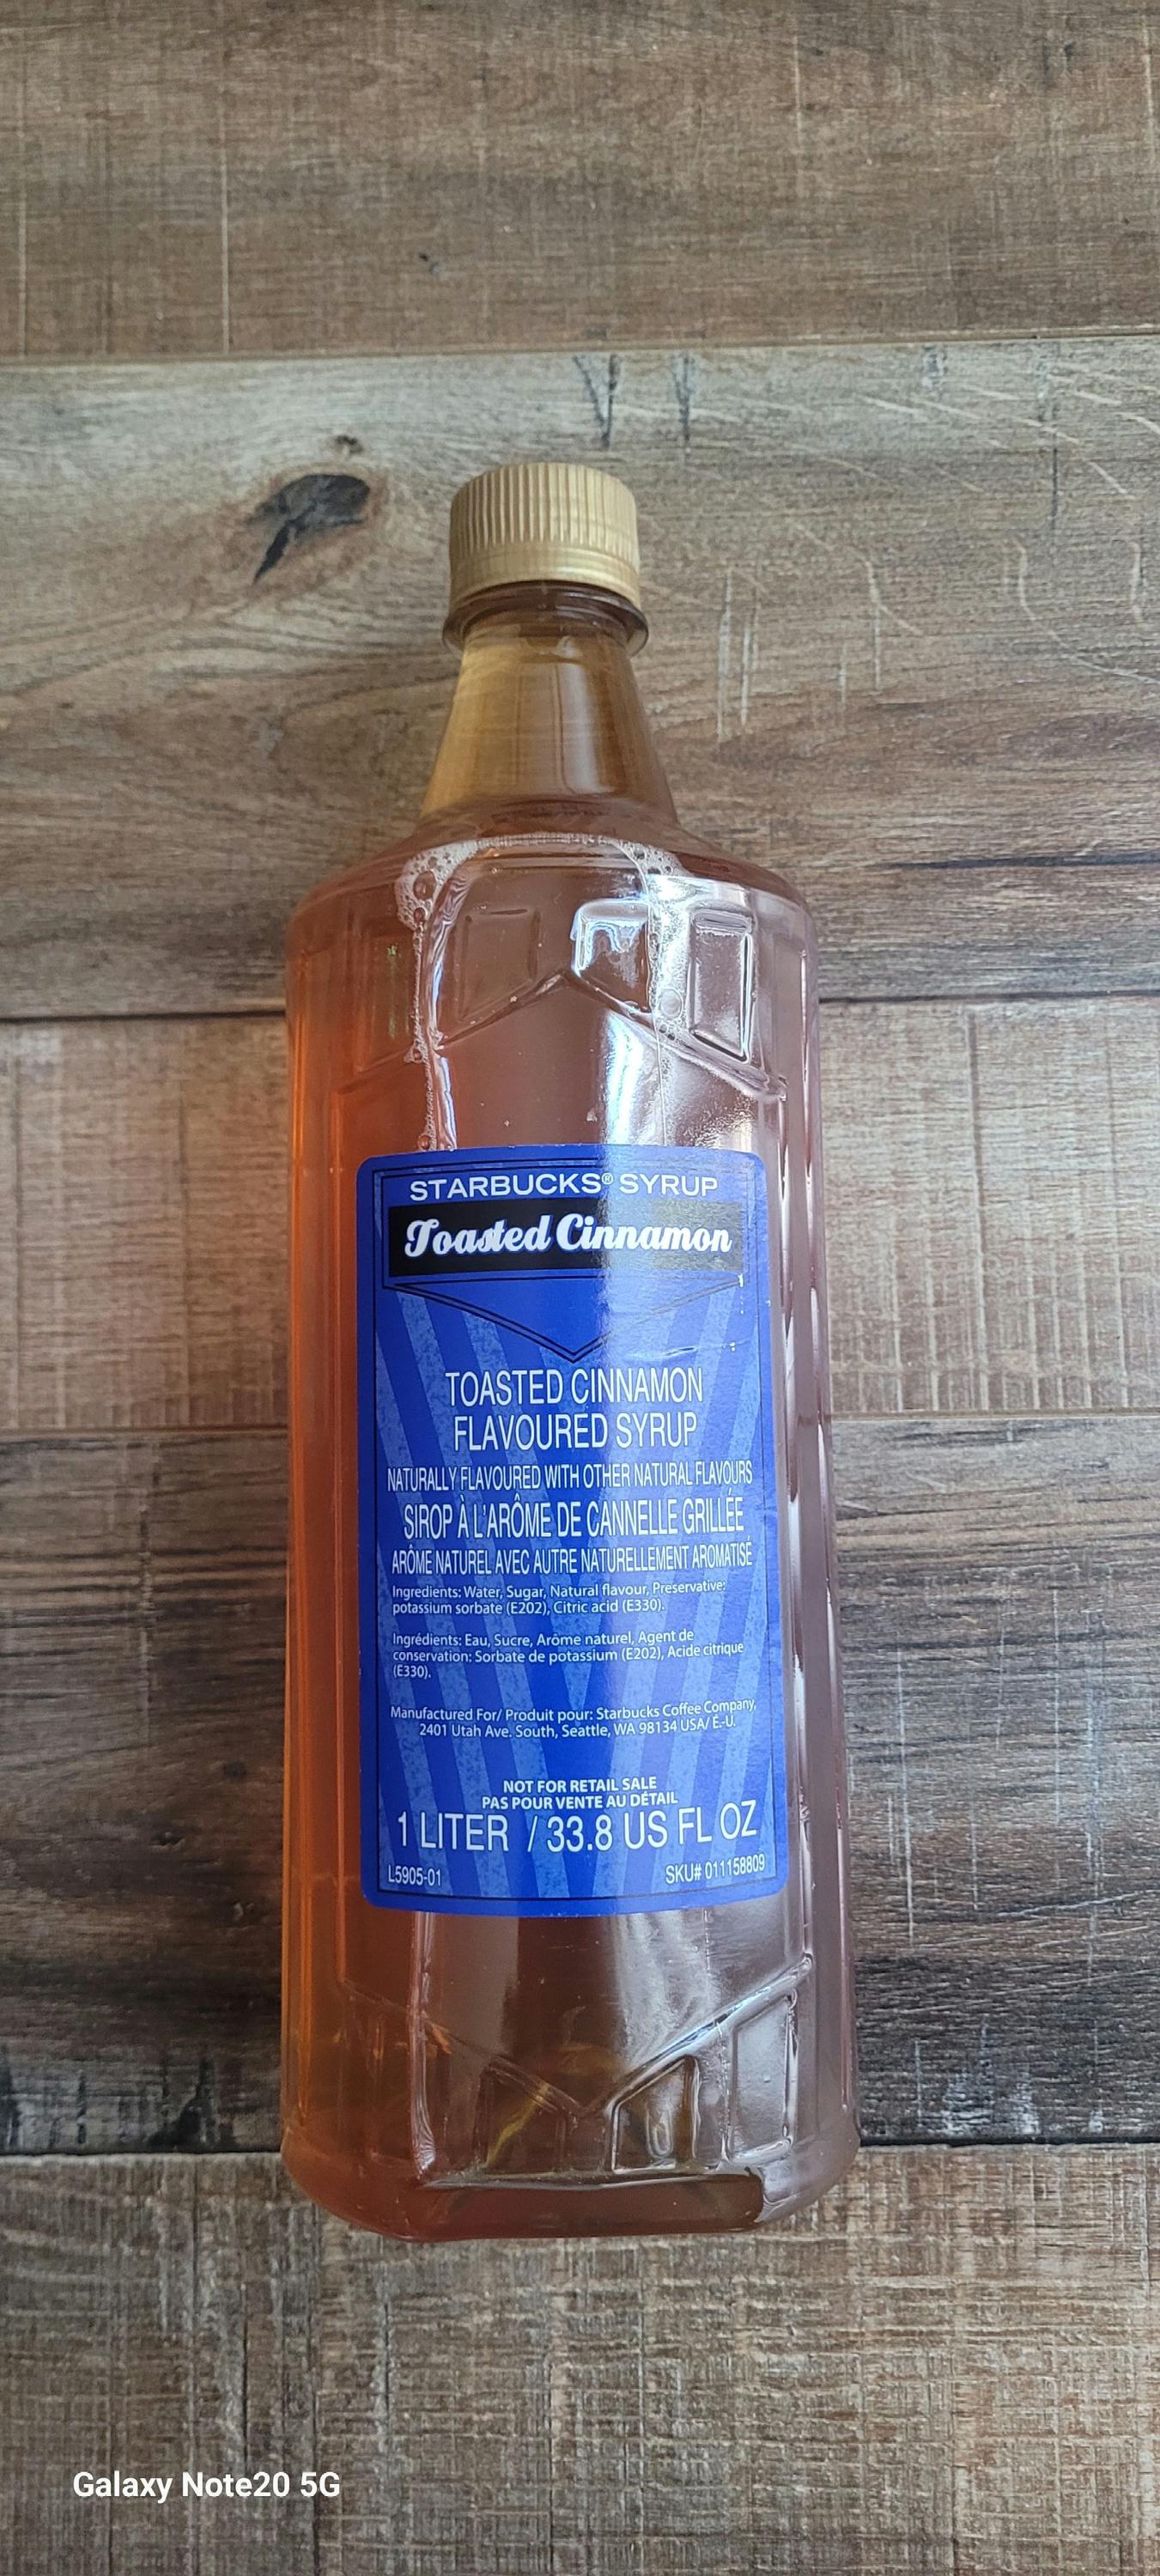 STARBUCKS® SYRUP
Toasted Cinnamon
TOASTED CINNAMON
FLAVOURED SYRUP
NATURALLY FLAVOURED WITH OTHER NATURAL FLAVOURS
SIROP À L'ARÔME DE CANNELLE GRILLÉE
ARÔME NATUREL AVEC AUTRE NATURELLEMENT AROMATISÉ
Ingredients: Water, Sugar, Natural flavour, Preservative:
potassium sorbate (E202), Citric acid (E330).
Ingrédients: Eau, Sucre, Arôme naturel, Agent de
conservation: Sorbate de potassium (E202), Acide citrique
(E330).
Manufactured For/ Produit pour: Starbucks Coffee Company,
2401 Utah Ave. South, Seattle, WA 98134 USA/ É.-U.
NOT FOR RETAIL SALE
PAS POUR VENTE AU DÉTAIL
1 LITER / 33.8 US FL OZ
L5905-01 SKU# 011158809
Galaxy Note20 5G